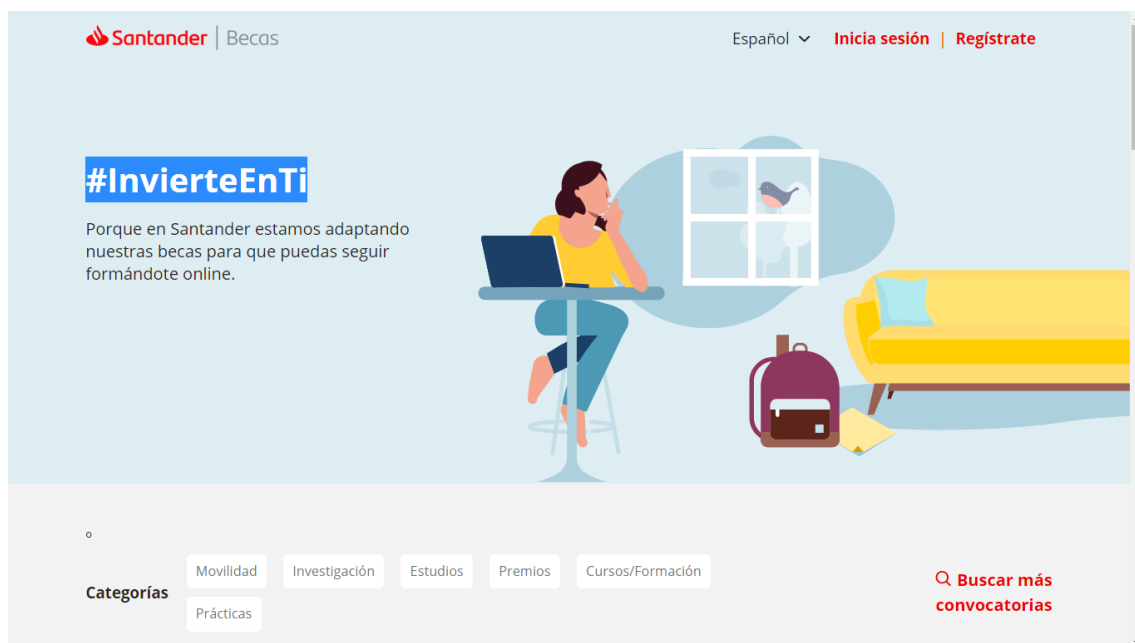 Santander | Becas
Español Inicia sesión | Regístrate
#InvierteEnTi
Porque en Santander estamos adaptando
nuestras becas para que puedas seguir
formándote online.
o
Categorías
Movilidad Investigación Estudios Premios Cursos/Formación
Prácticas
Buscar más
convocatorias